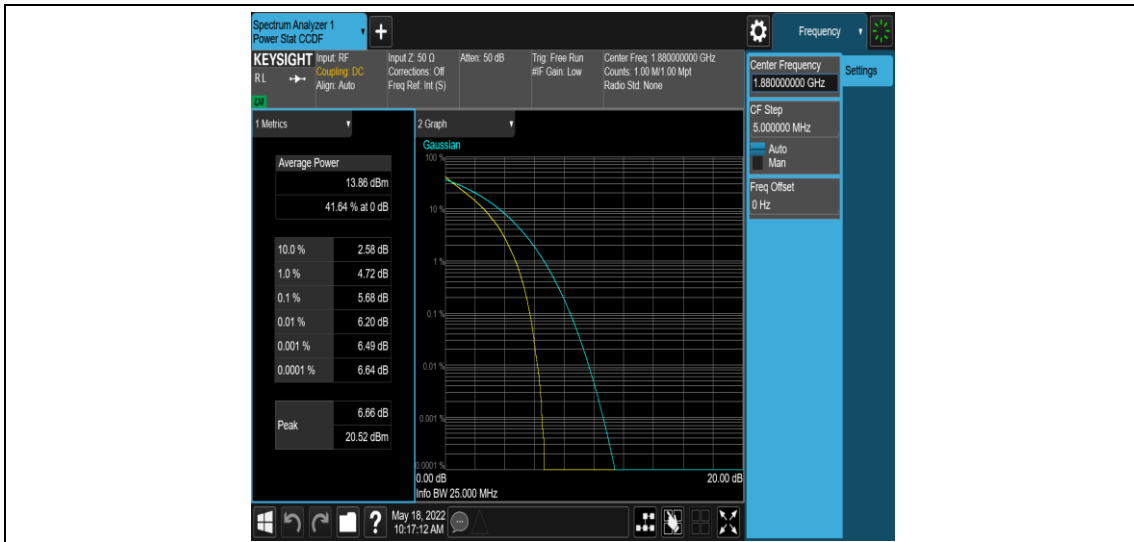 Spectrum Analyzer 1
Power Stat CCDF
Frequency
KEYSIGHT
RL
LXI
Input: RF
Coupling: DC
Align: Auto
Input Z: 50 Ω
Corrections: Off
Freq Ref: Int (S)
Atten: 50 dB
Trig: Free Run
#IF Gain: Low
Center Freq: 1.880000000 GHz
Counts: 1.00 M/1.00 Mpt
Radio Std: None
Center Frequency
1.880000000 GHz
Settings
CF Step
5.000000 MHz
Auto
Man
Freq Offset
0 Hz
1 Metrics
Average Power
13.86 dBm
41.64 % at 0 dB
10.0 % 2.58 dB
1.0 % 4.72 dB
0.1 % 5.68 dB
0.01 % 6.20 dB
0.001 % 6.49 dB
0.0001 % 6.64 dB
Peak
6.66 dB
20.52 dBm
2 Graph
Gaussian
100 %
10 %
1 %
0.1 %
0.01 %
0.001 %
0.0001 %
0.00 dB
20.00 dB
Info BW 25.000 MHz
?
May 18, 2022
10:17:12 AM